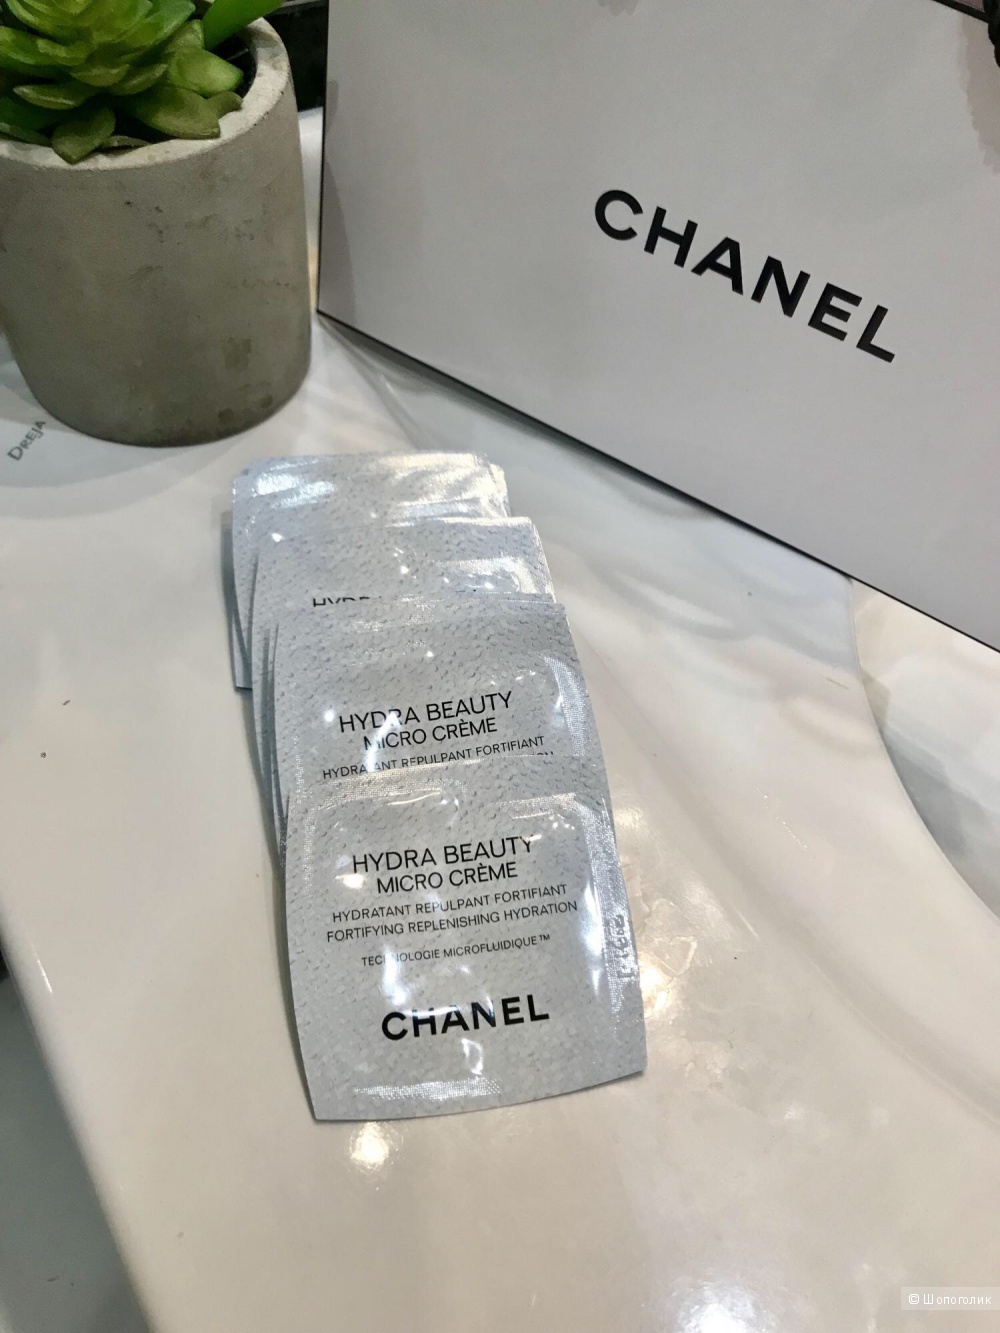 CHANEL
DREJA
HYDRA BEAUTY
MICRO CRÈME
HYDRATANT REPULPANT FORTIFIANT
HYDRA BEAUTY
MICRO CRÈME
HYDRATANT REPULPANT FORTIFIANT
FORTIFYING REPLENISHING HYDRATION
TECHNOLOGIE MICROFLUIDIQUE™
CHANEL
© Шопоголик